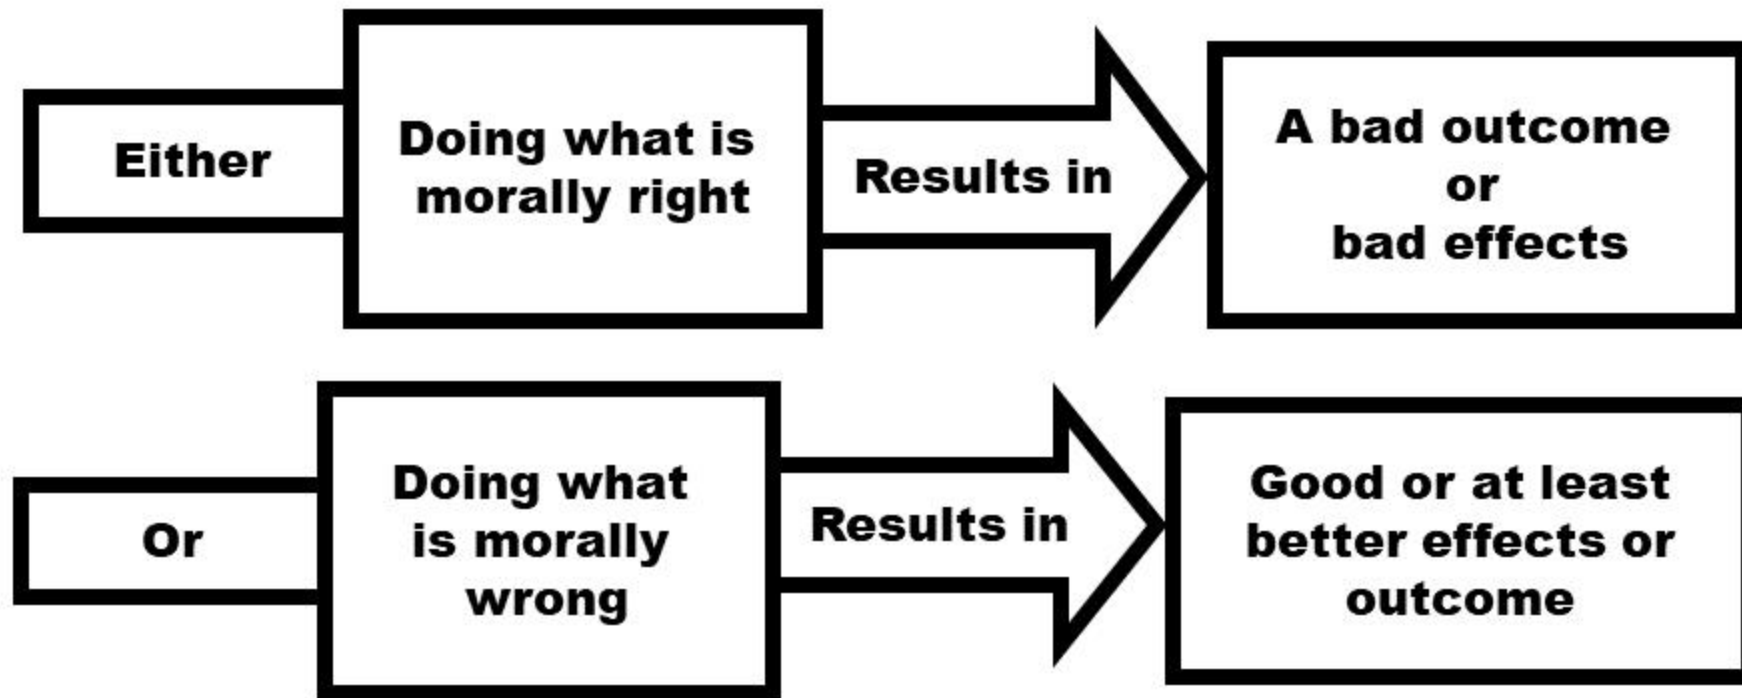 Either
Doing what is
morally right
Results in
A bad outcome
or
bad effects
Or
Doing what
is morally
wrong
Results in
Good or at least
better effects or
outcome